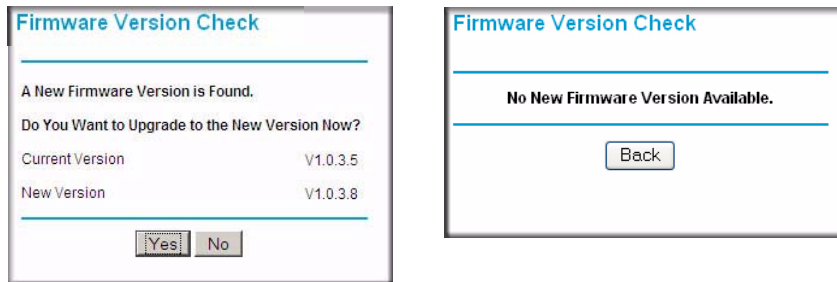 Firmware Version Check
A New Firmware Version is Found.
Do You Want to Upgrade to the New Version Now?
Current Version V1.0.3.5
New Version V1.0.3.8
Yes No
Firmware Version Check
No New Firmware Version Available.
Back